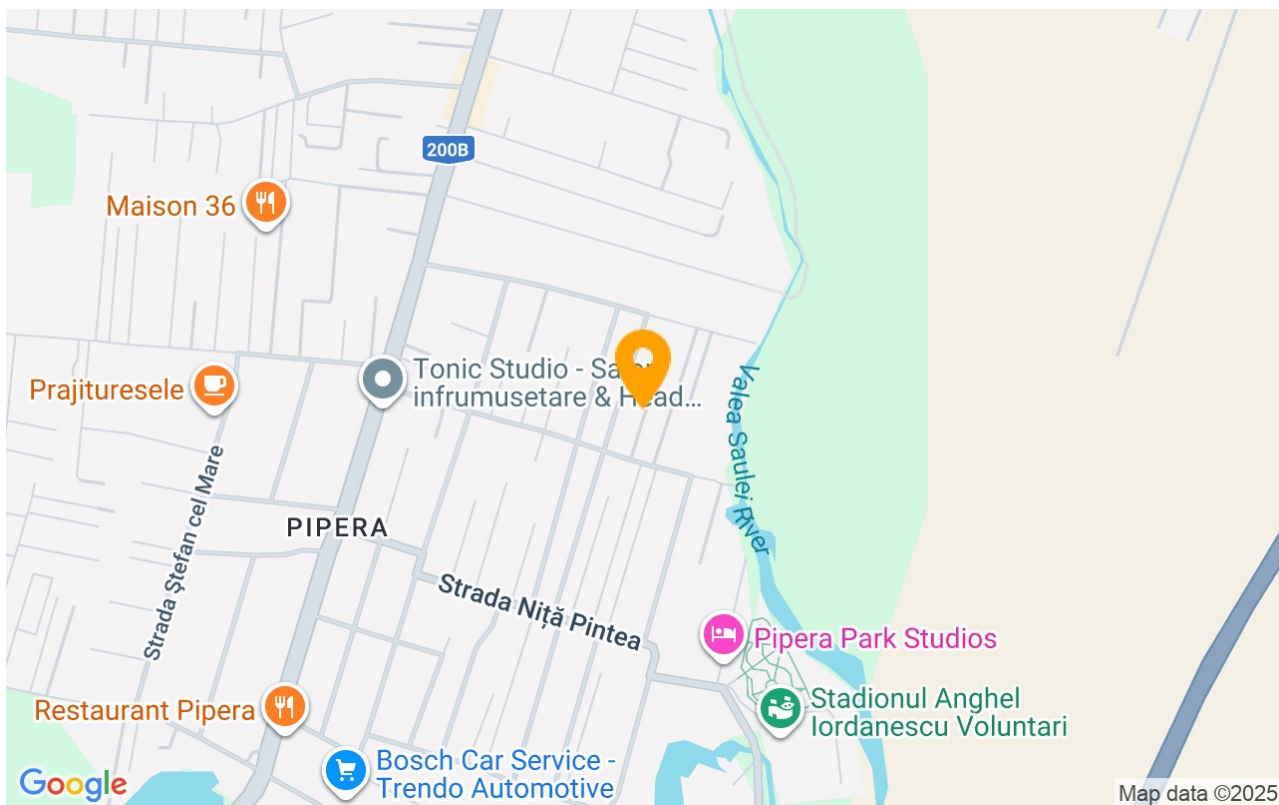 200B
Maison 36
Tonic Studio - Salon
infrumusetare & Head...
Prajituresele
Valea Saulei River
Strada Ștefan cel Mare
PIPERA
Strada Niță Pintea
Pipera Park Studios
Stadionul Anghel
Iordanescu Voluntari
Restaurant Pipera
Bosch Car Service -
Trendo Automotive
Google
Map data ©2025